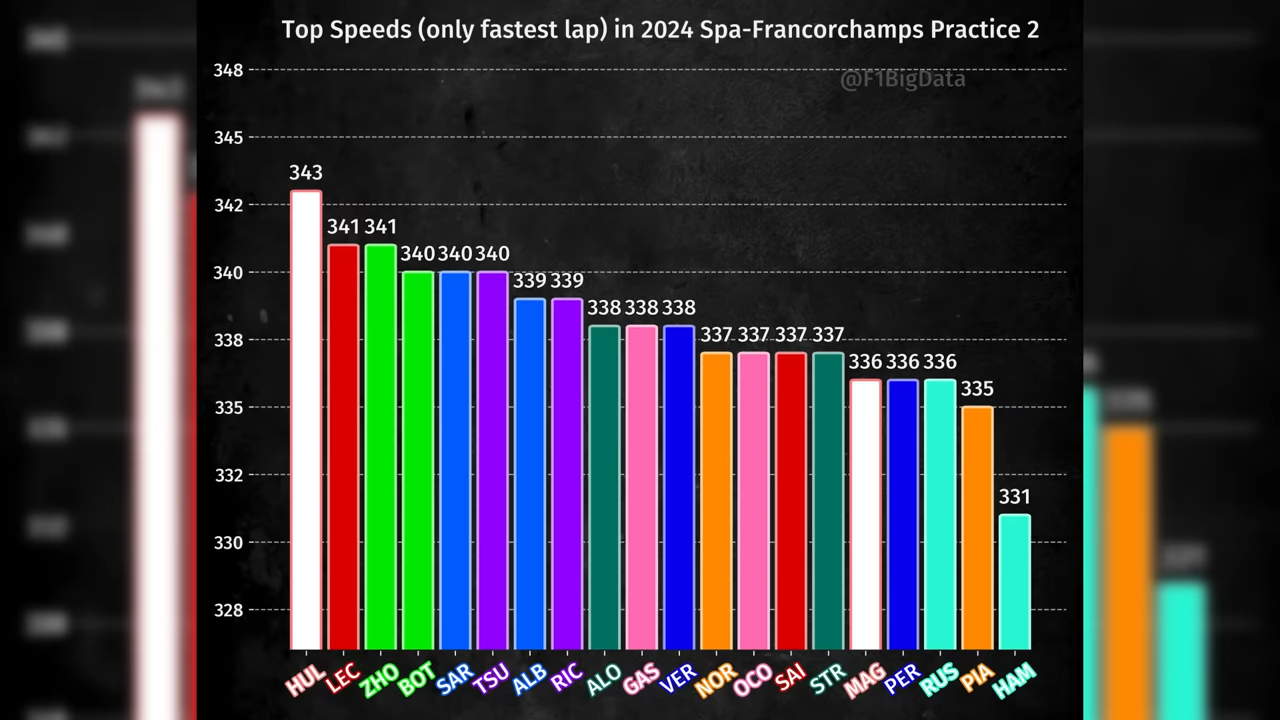 Top Speeds (only fastest lap) in 2024 Spa-Francorchamps Practice 2
@F1BigData
348
345
342
340
338
335
332
330
328
343
341 341
340 340 340
339 339
338 338 338
337 337 337 337
336 336 336
335
331
HUL LEC ZHO BOT SAR TSU ALB RIC ALO GAS VER NOR OCO SAI STR MAG PER RUS PIA HAM